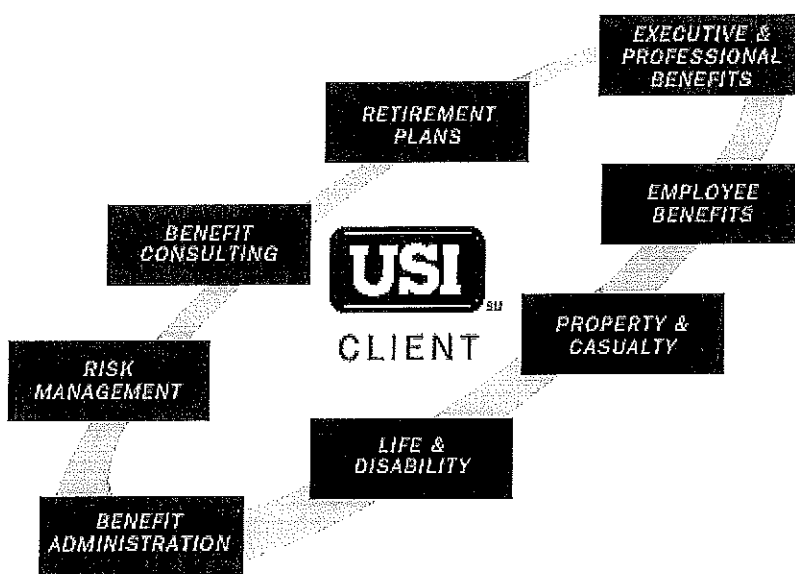 EXECUTIVE &
PROFESSIONAL
BENEFITS
RETIREMENT
PLANS
EMPLOYEE
BENEFITS
BENEFIT
CONSULTING
USI
CLIENT
PROPERTY &
CASUALTY
RISK
MANAGEMENT
LIFE &
DISABILITY
BENEFIT
ADMINISTRATION